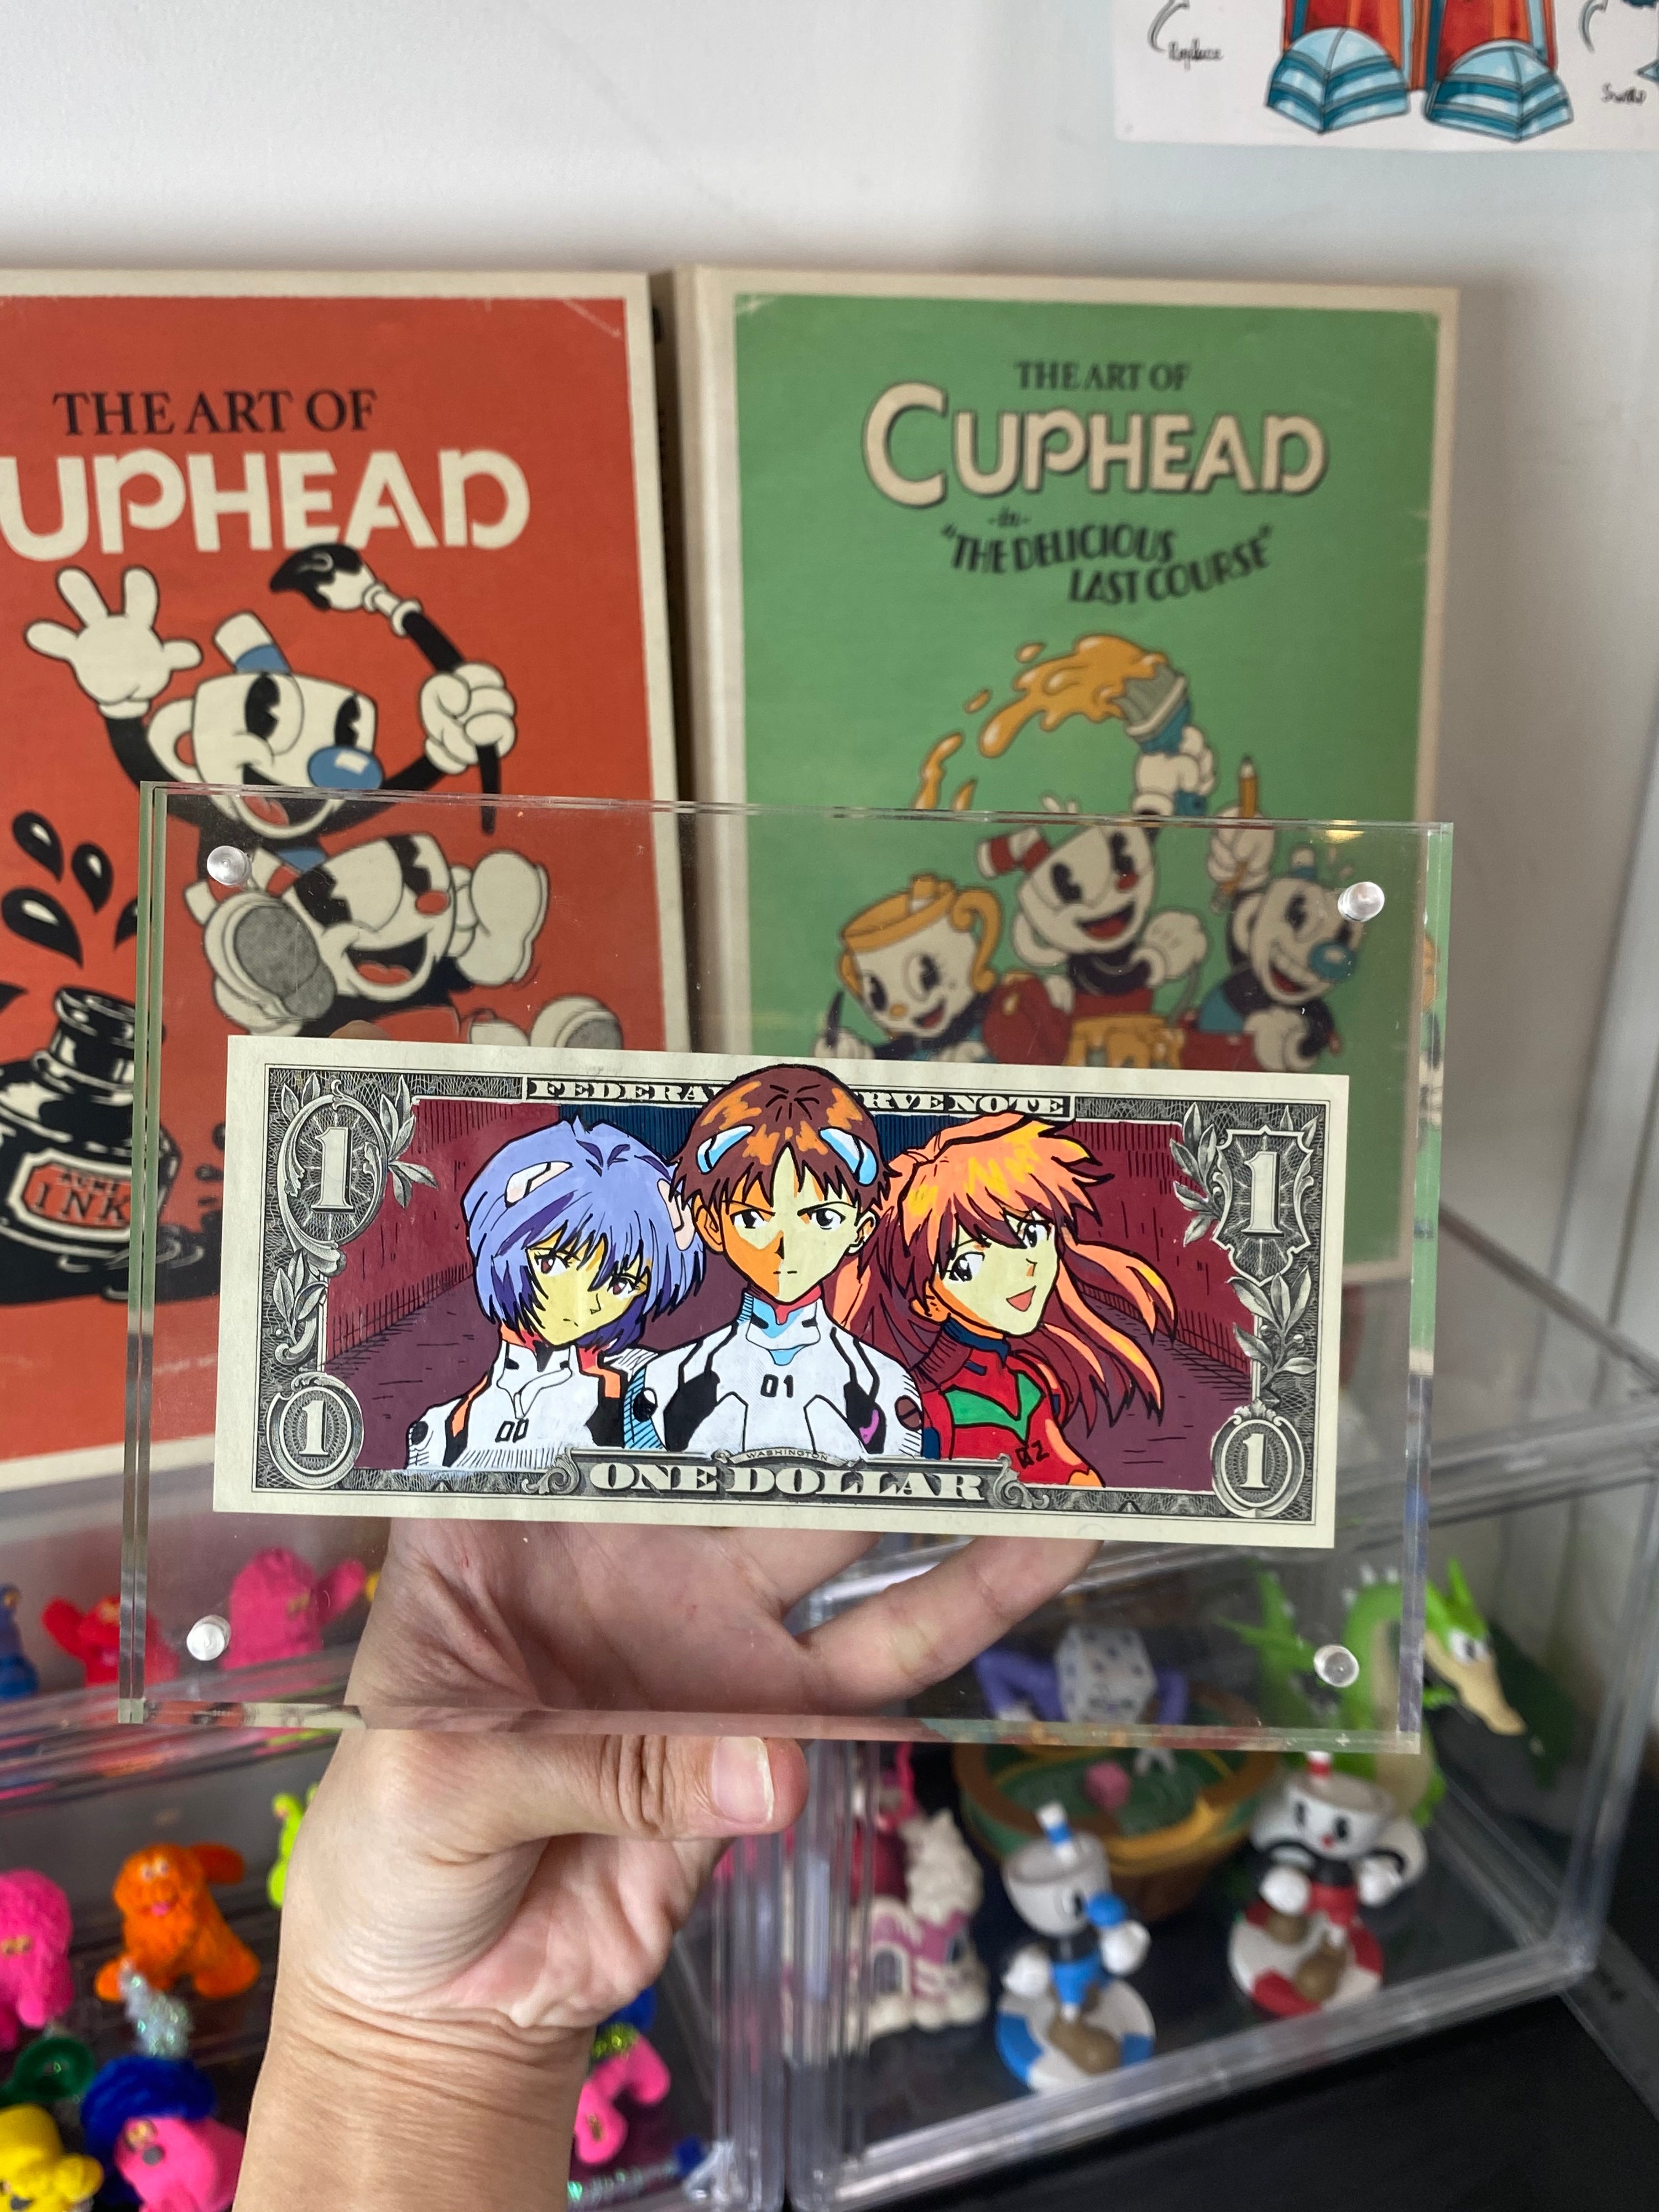 THE ART OF
UPHEAD
INK
THE ART OF
CUPHEAD
-in-
"THE DELICIOUS
LAST COURSE"
1
FEDERA RVE NOTE
1
00
01
02
WASHINGTON
1
ONE DOLLAR
1